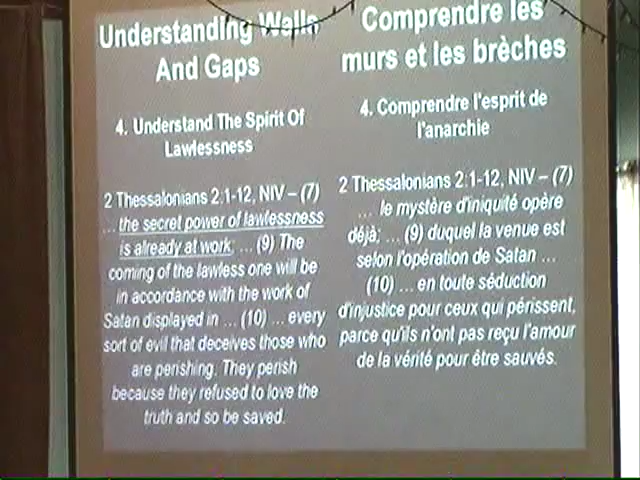 Understanding Walls
And Gaps
4. Understand The Spirit Of
Lawlessness
2 Thessalonians 2:1-12, NIV – (7)
... the secret power of lawlessness
is already at work; ... (9) The
coming of the lawless one will be
in accordance with the work of
Satan displayed in ... (10) ... every
sort of evil that deceives those who
are perishing. They perish
because they refused to love the
truth and so be saved.
Comprendre les
murs et les brèches
4. Comprendre l'esprit de
l'anarchie
2 Thessalonians 2:1-12, NIV – (7)
... le mystère d'iniquité opère
déjà; ... (9) duquel la venue est
selon l'opération de Satan ...
(10) ... en toute séduction
d'injustice pour ceux qui périssent,
parce qu'ils n'ont pas reçu l'amour
de la vérité pour être sauvés.